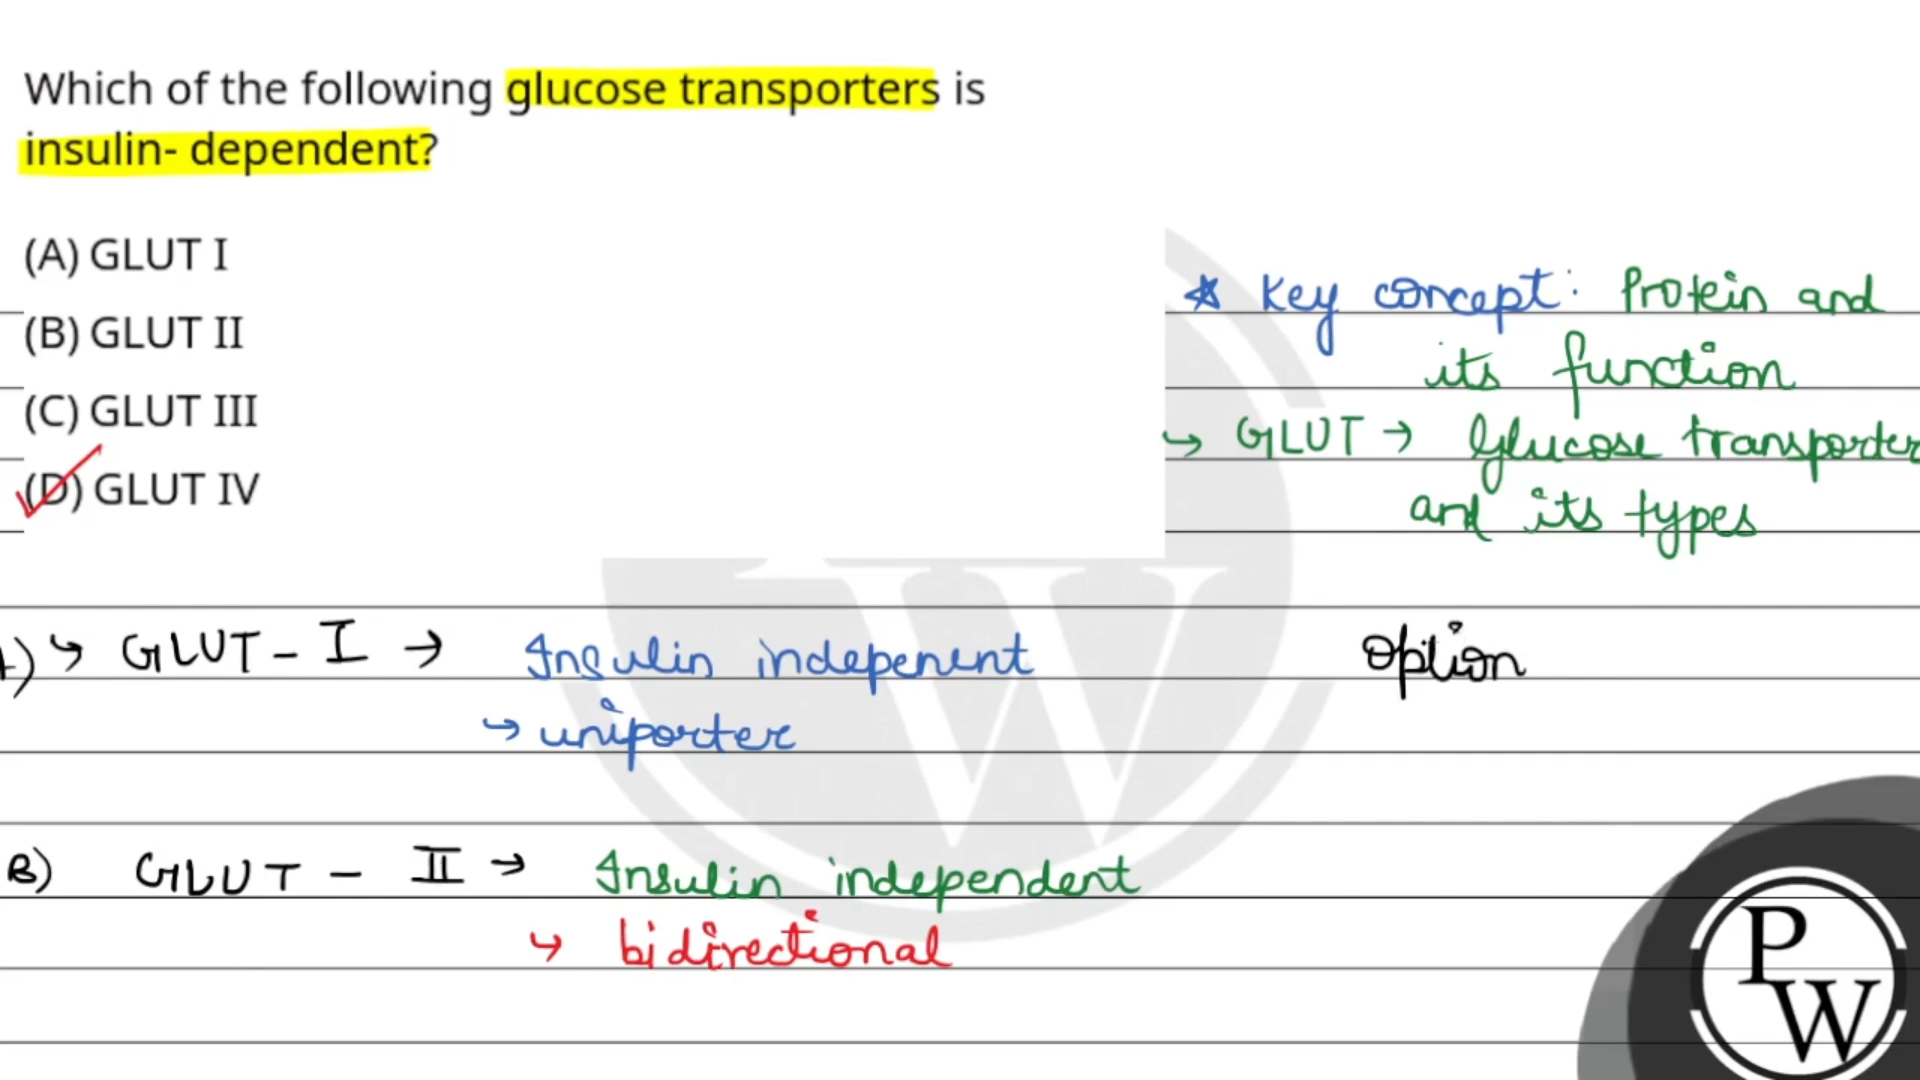 Which of the following glucose transporters is
insulin- dependent?
(A) GLUT I
(B) GLUT II
(C) GLUT III
(D) GLUT IV
★ Key concept: Protein and
its function
↳ GLUT → Glucose transporter
and its types
A) ↳ GLUT - I → Insulin indepenent
→ uniporter
Option
B) GLUT - II → Insulin independent
↳ bidirectional
PW
W